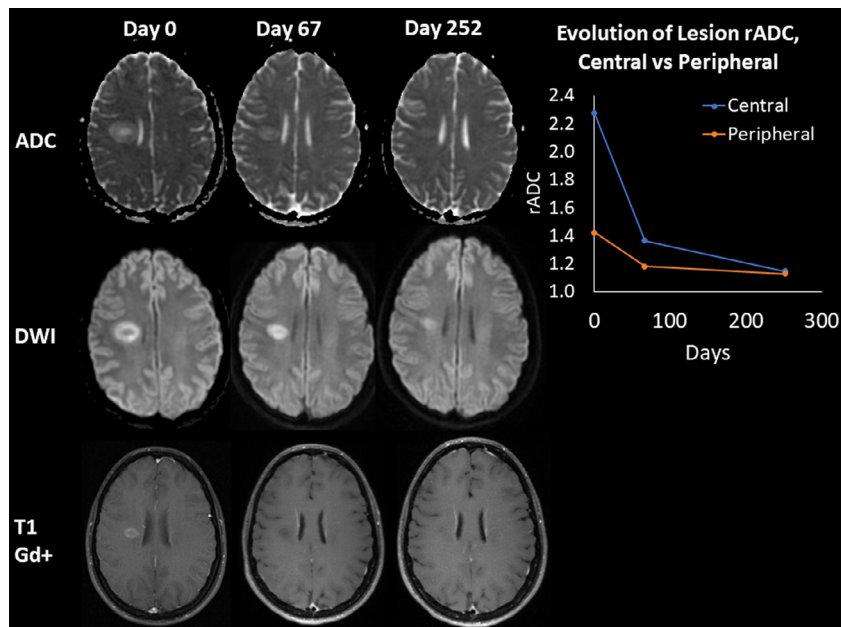 Day 0
Day 67
Day 252
ADC
DWI
T1
Gd+
Evolution of Lesion rADC,
Central vs Peripheral
Central
Peripheral
rADC
2.4
2.2
2.0
1.8
1.6
1.4
1.2
1.0
0
100
200
300
Days